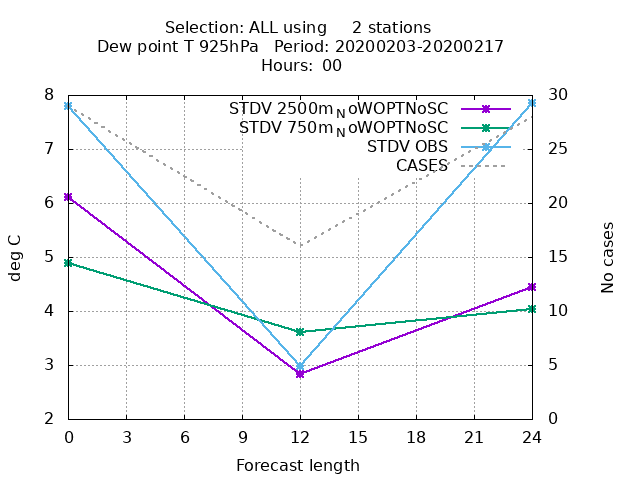 Selection: ALL using     2 stations
Dew point T 925hPa   Period: 20200203-20200217
Hours: 00
STDV 2500m_NoWOPTNoSC
STDV 750m_NoWOPTNoSC
STDV OBS
CASES
deg C
8
7
6
5
4
3
2
30
25
20
15
10
5
0
No cases
0 3 6 9 12 15 18 21 24
Forecast length